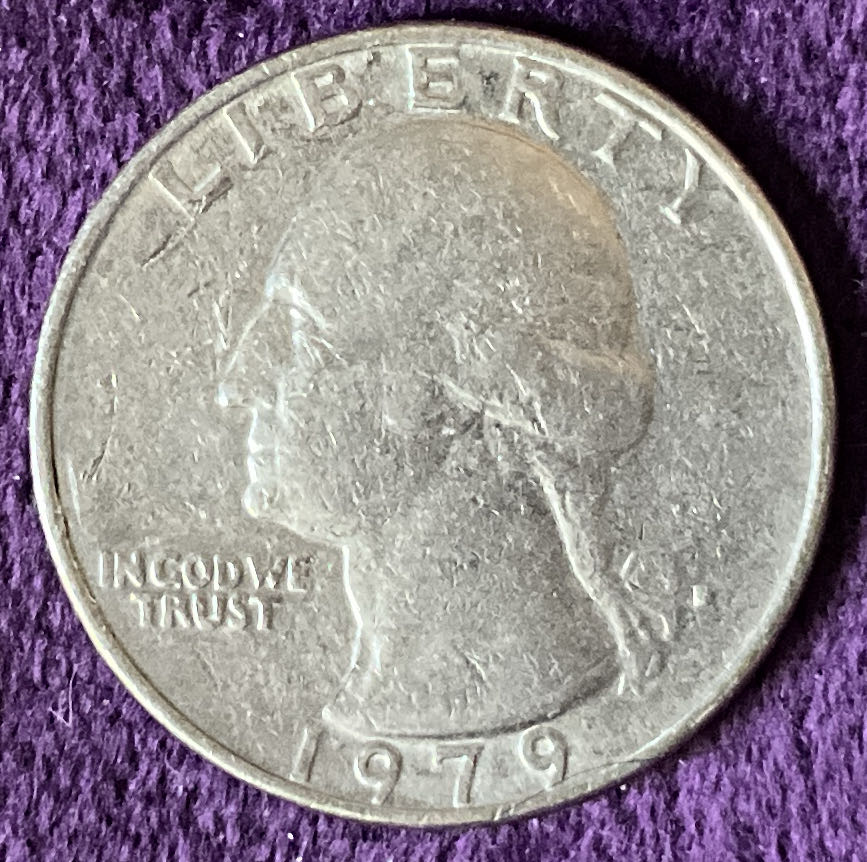 LIBERTY
IN GOD WE
TRUST
1979